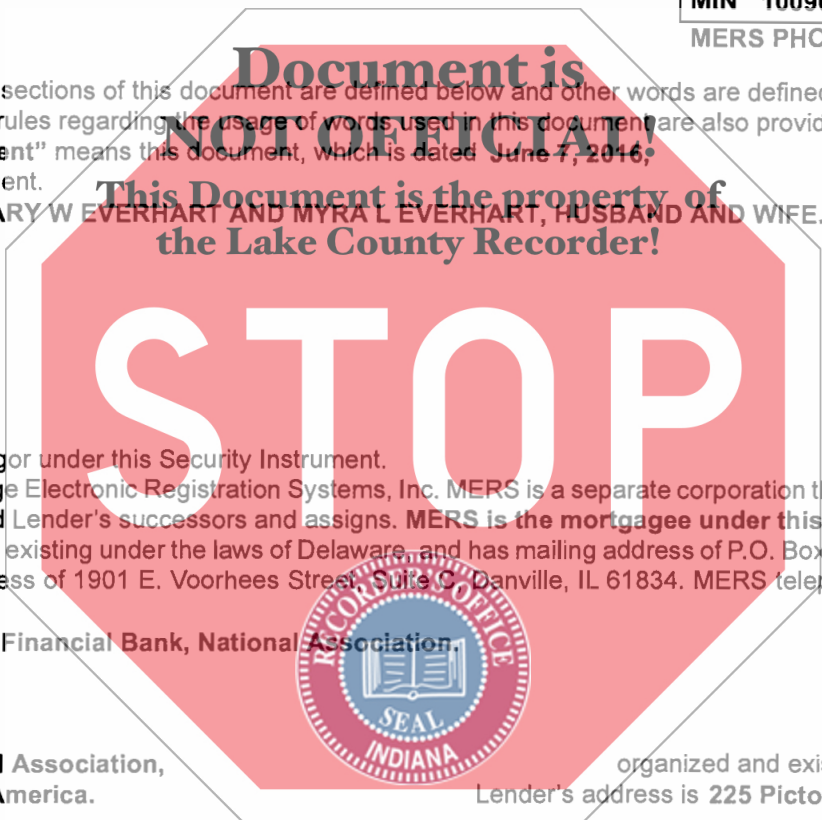 MIN 1009
MERS PHO
Document is
sections of this document are defined below and other words are defined
rules regarding the usage of words used in this document are also provid
NOT OFFICIAL!
ent" means this document, which is dated June 7, 2016,
ent.
This Document is the property of
ARY W EVERHART AND MYRA L EVERHART, HUSBAND AND WIFE.
the Lake County Recorder!
STOP
gor under this Security Instrument.
ge Electronic Registration Systems, Inc. MERS is a separate corporation th
d Lender's successors and assigns. MERS is the mortgagee under this
existing under the laws of Delaware, and has mailing address of P.O. Box
ess of 1901 E. Voorhees Street, Suite C, Danville, IL 61834. MERS telep
Financial Bank, National Association.
RECORDER'S OFFICE
SEAL
INDIANA
l Association,
organized and exis
America.
Lender's address is 225 Picto